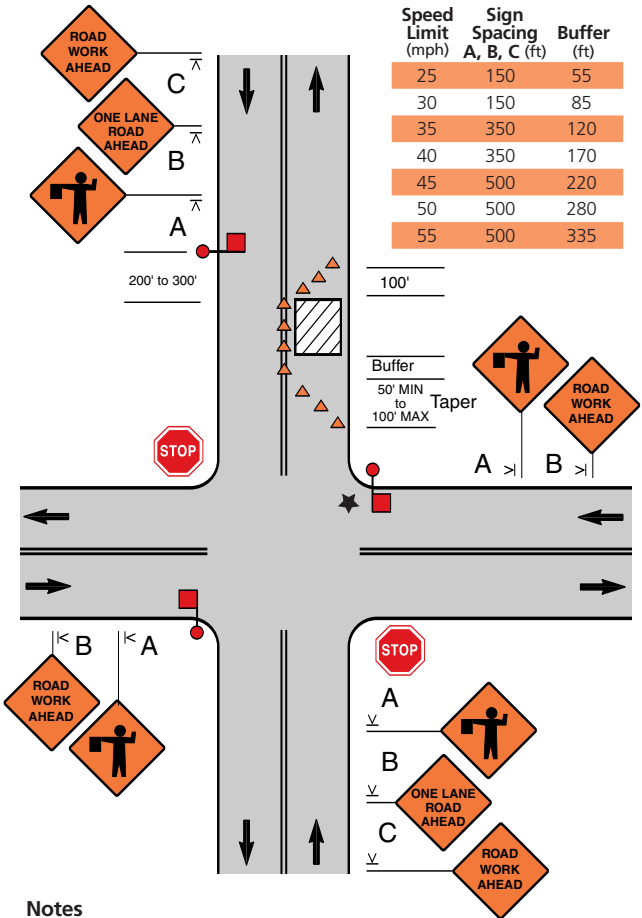 ROAD
WORK
AHEAD
C
ONE LANE
ROAD
AHEAD
B
A
200' to 300'
Speed Limit (mph) Sign Spacing A, B, C (ft) Buffer (ft)
25 150 55
30 150 85
35 350 120
40 350 170
45 500 220
50 500 280
55 500 335
100'
Buffer
50' MIN
to
100' MAX
Taper
ROAD
WORK
AHEAD
A B
STOP
B A
ROAD
WORK
AHEAD
STOP
A
B
ONE LANE
ROAD
AHEAD
C
ROAD
WORK
AHEAD
Notes